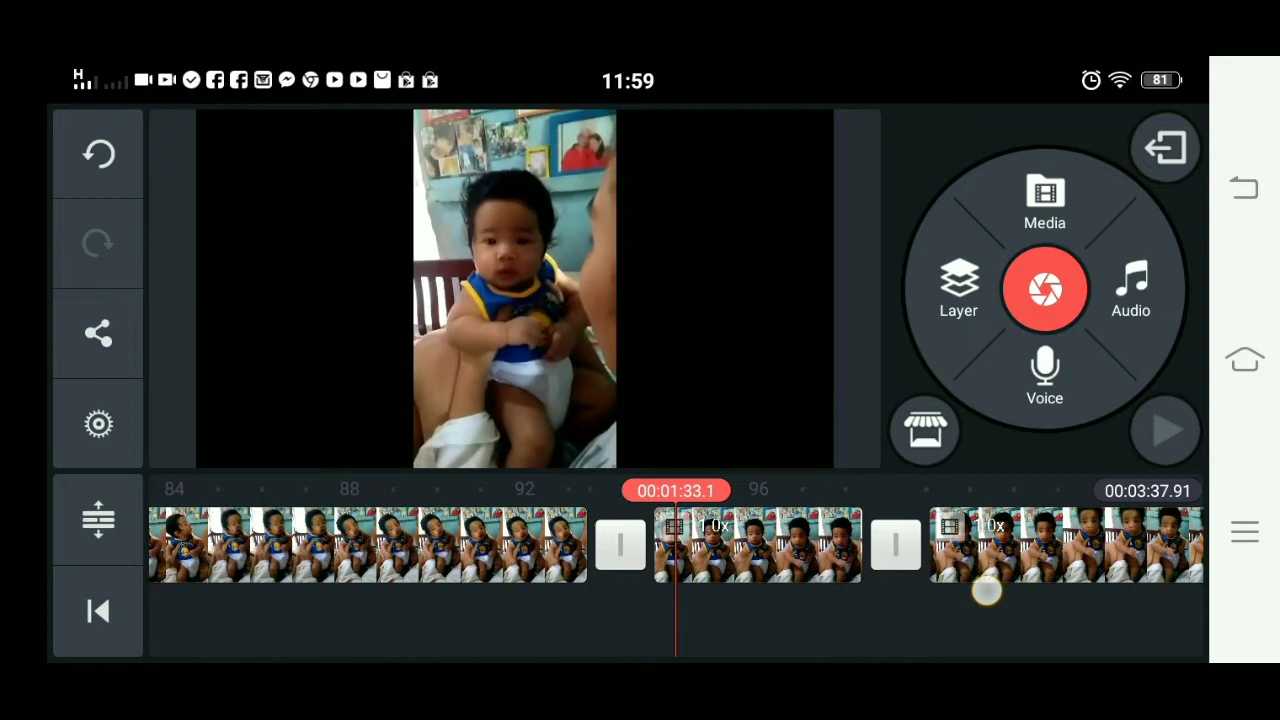 H
11:59
81
Media
Layer
Audio
Voice
84
88
92
00:01:33.1
96
00:03:37.91
1.0x
1.0x